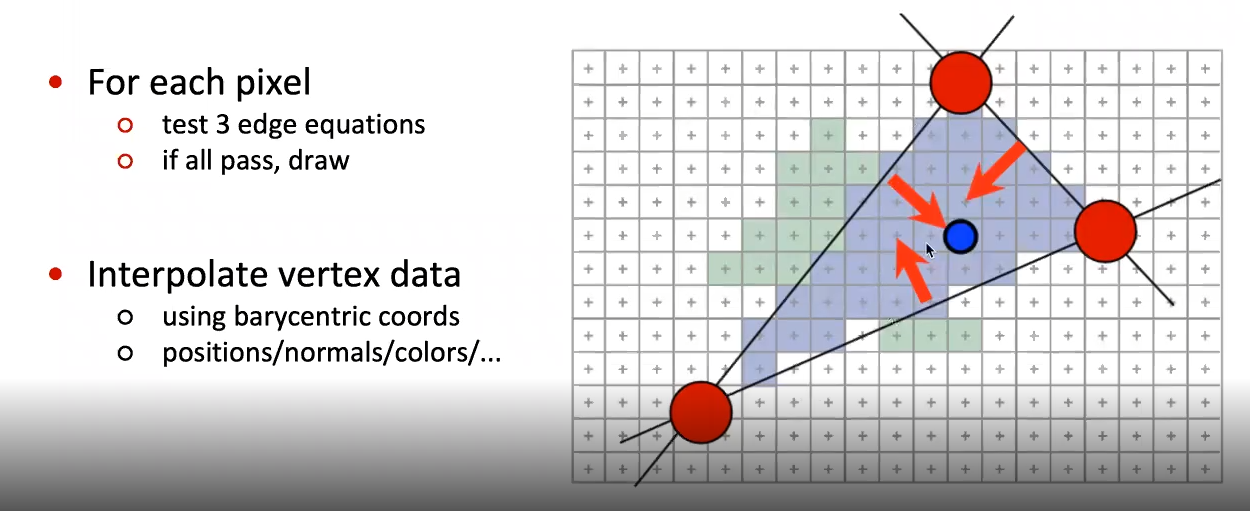 For each pixel
test 3 edge equations
if all pass, draw
Interpolate vertex data
using barycentric coords
positions/normals/colors/...